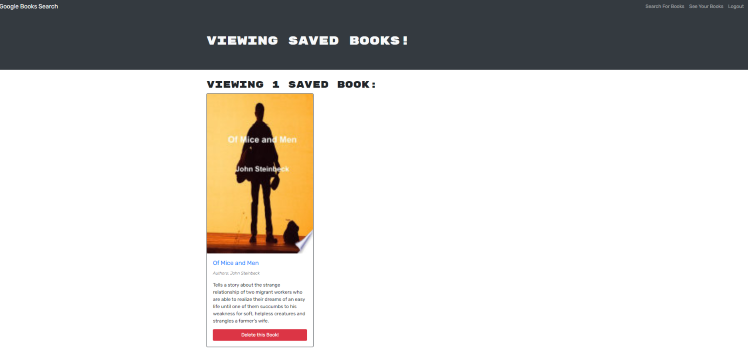 Google Books Search
Search For Books See Your Books Logout
VIEWING SAVED BOOKS!
VIEWING 1 SAVED BOOK:
Of Mice and Men
John Steinbeck
Of Mice and Men
Authors: John Steinbeck
Tells a story about the strange
relationship of two migrant workers who
are able to realize their dreams of an easy
life until one of them succumbs to his
weakness for soft, helpless creatures and
strangles a farmer's wife.
Delete this Book!